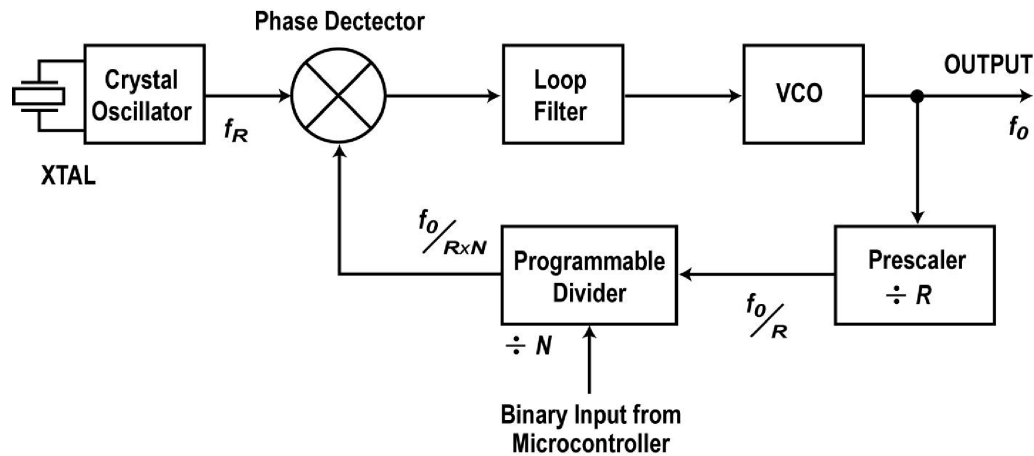 Phase Dectector
Crystal
Oscillator
Loop
Filter
VCO
OUTPUT
f_R
f_0
XTAL
f_0/R×N
Programmable
Divider
Prescaler
÷ R
f_0/R
÷ N
Binary Input from
Microcontroller